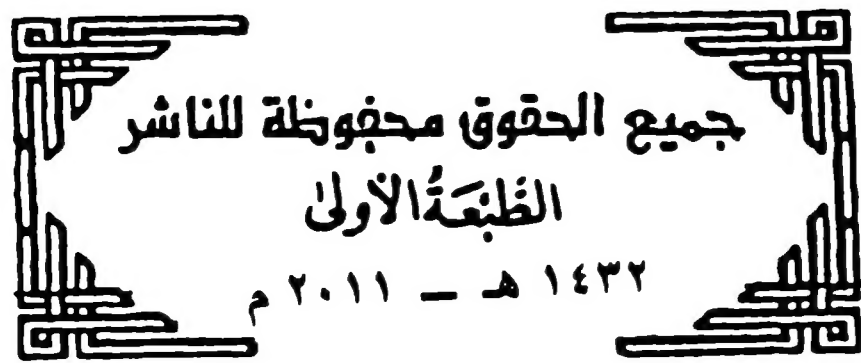 جميع الحقوق محفوظة للناشر
الطَّبْعَةُ الأولىٰ
١٤٣٢ هـ — ٢٠١١ م